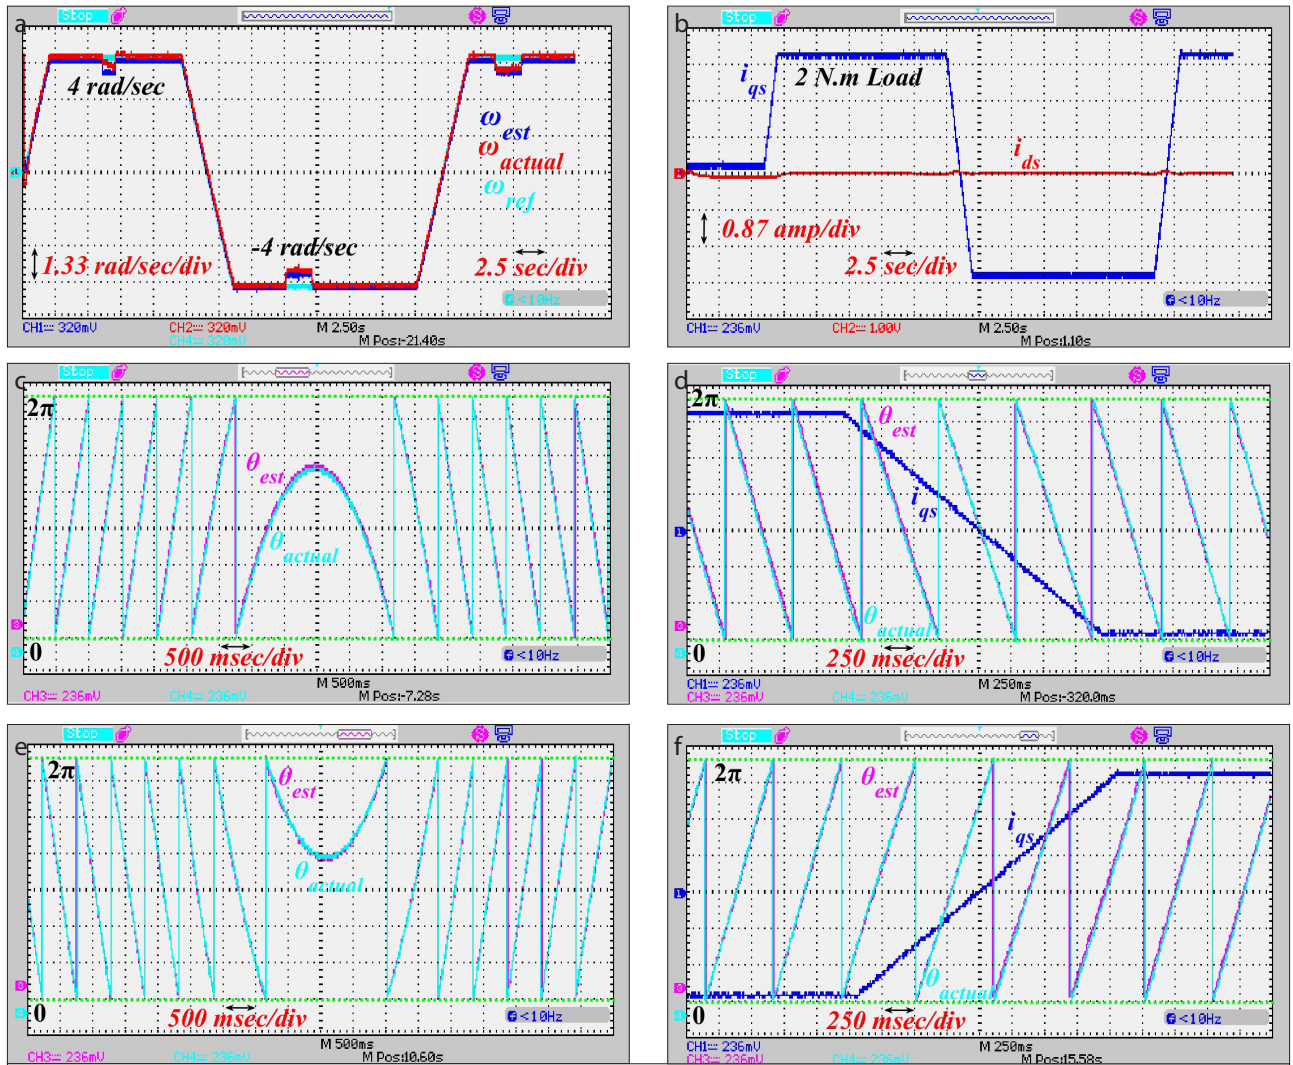 a
Stop
4 rad/sec
ω est
ω actual
ω ref
-4 rad/sec
1.33 rad/sec/div
2.5 sec/div
<10Hz
CH1 320mV CH2 320mV M 2.50s
CH4 320mV M Pos:-21.40s
b
Stop
i qs
2 N.m Load
i ds
0.87 amp/div
2.5 sec/div
<10Hz
CH1 236mV CH2 1.00V M 2.50s
M Pos:1.10s
c
Stop
2π
θ est
θ actual
0
500 msec/div
<10Hz
M 500ms
CH3 236mV CH4 236mV M Pos:-7.28s
d
Stop
2π
θ est
i qs
θ actual
0
250 msec/div
<10Hz
CH1 236mV M 250ms
CH3 236mV CH4 236mV M Pos:-320.0ms
e
Stop
2π
θ est
θ actual
0
500 msec/div
<10Hz
M 500ms
CH3 236mV CH4 236mV M Pos:10.60s
f
Stop
2π
θ est
i qs
θ actual
0
250 msec/div
<10Hz
CH1 236mV M 250ms
CH3 236mV CH4 236mV M Pos:15.58s